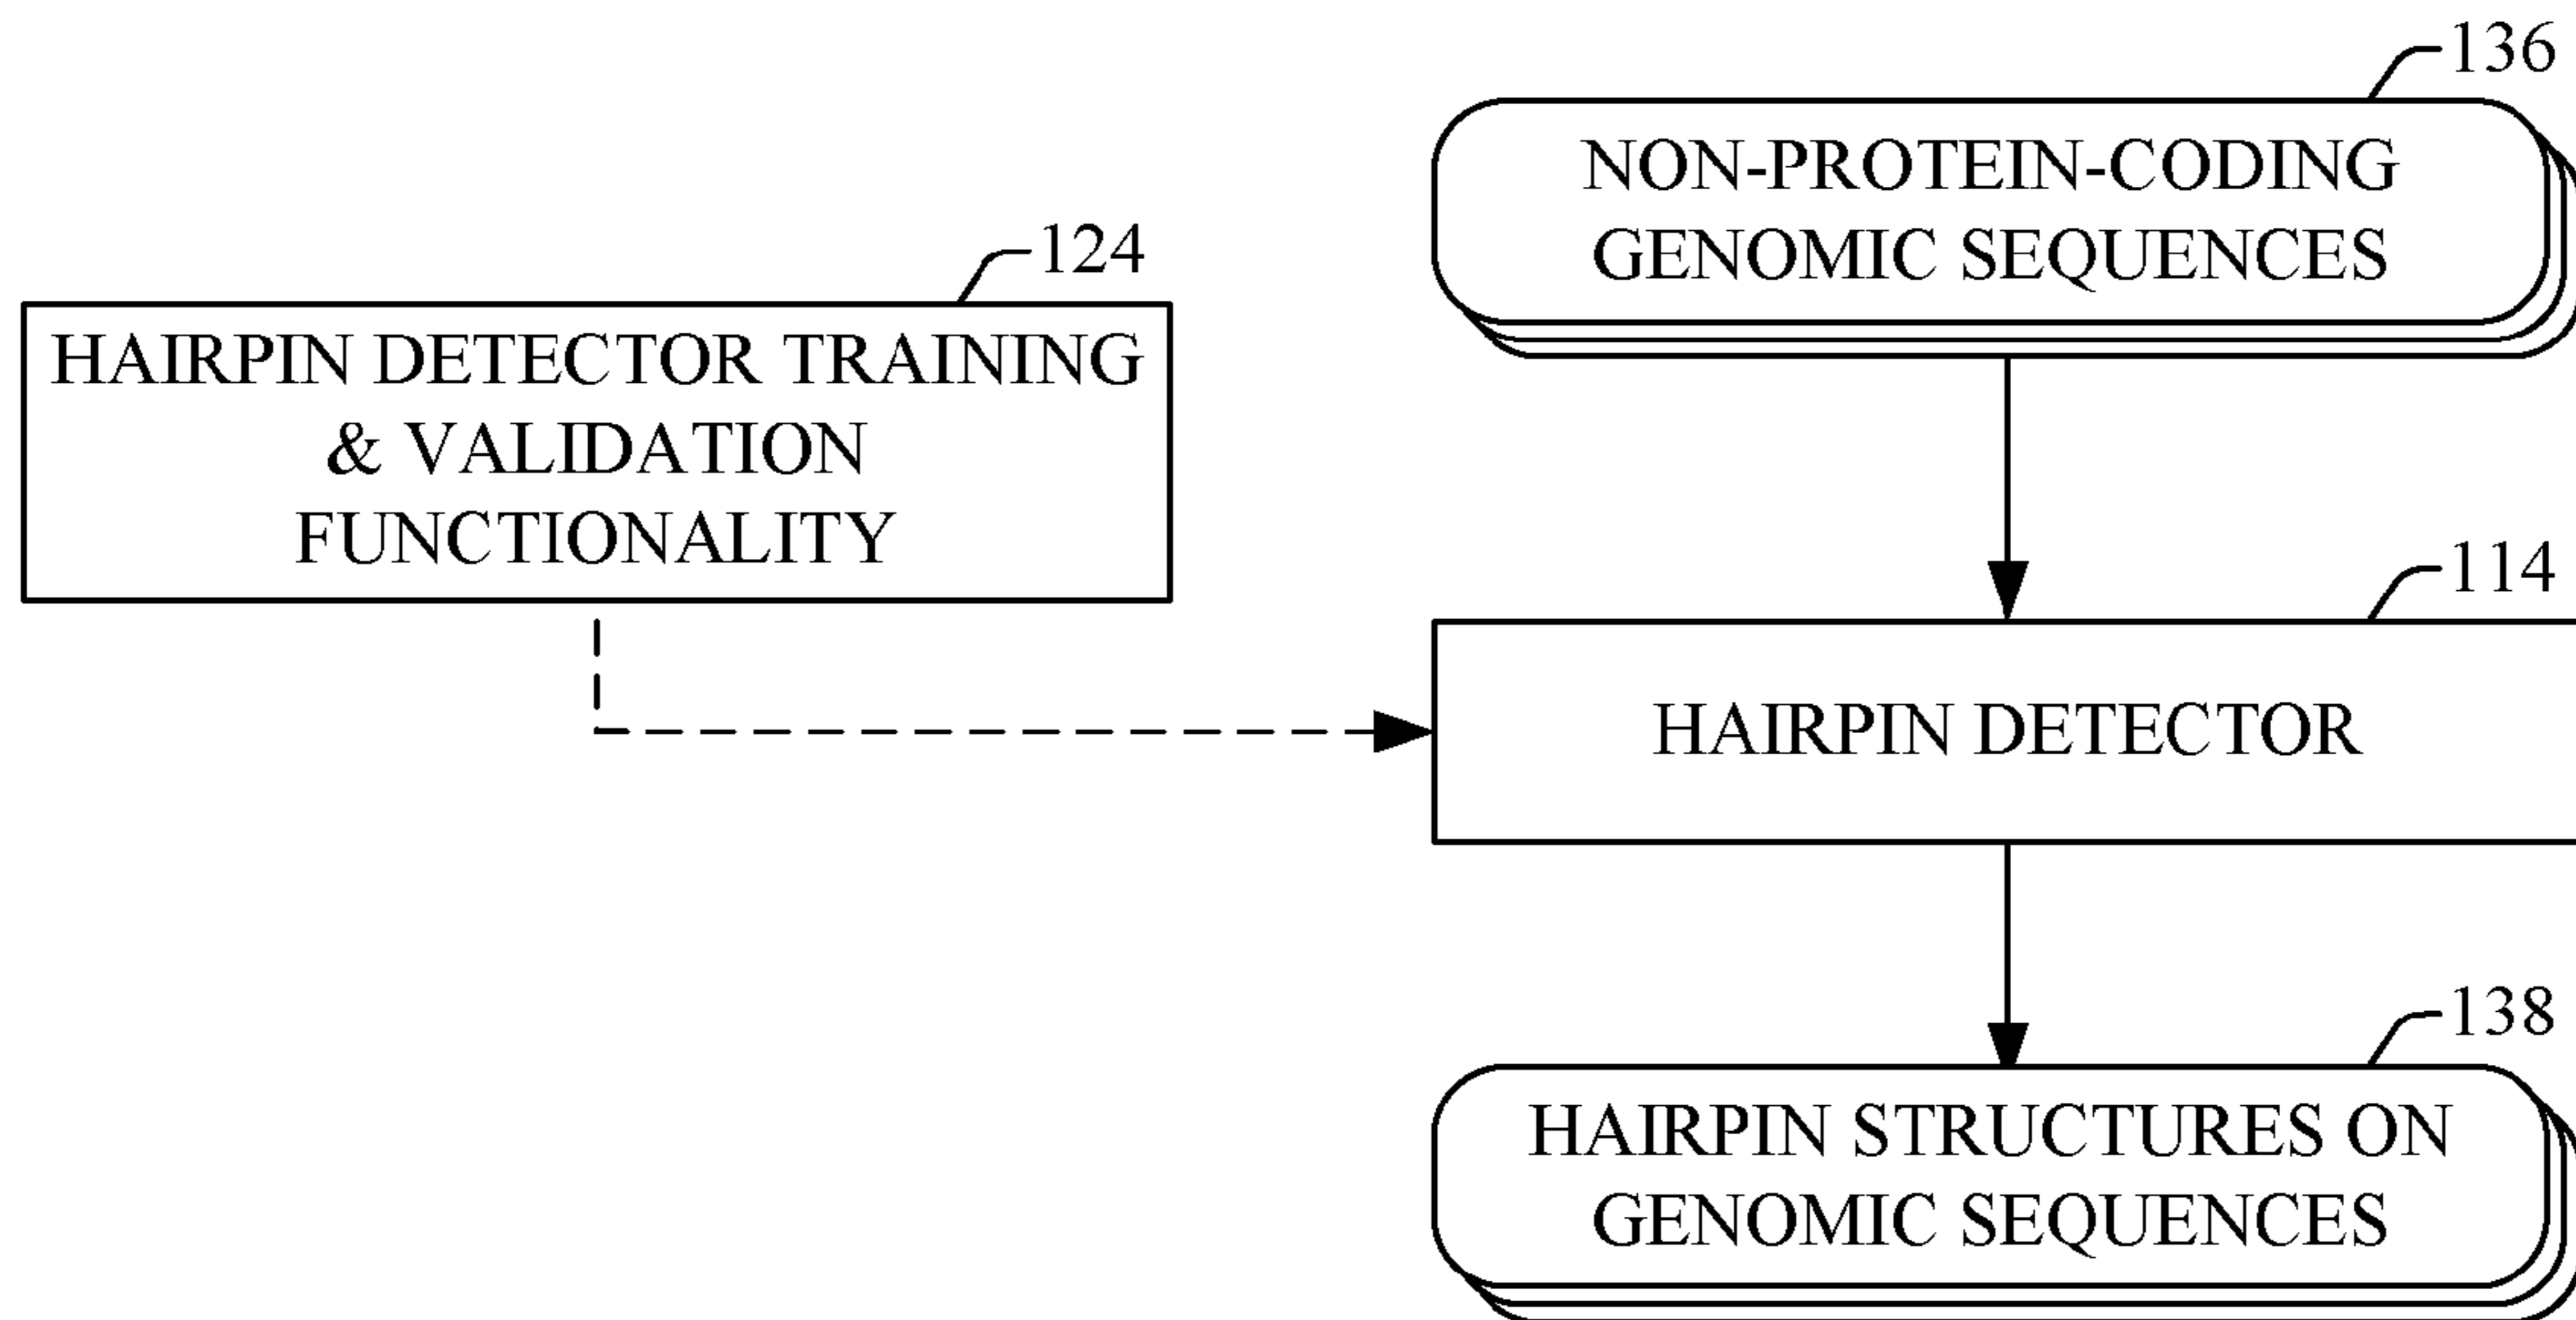 136
NON-PROTEIN-CODING
GENOMIC SEQUENCES
124
HAIRPIN DETECTOR TRAINING
& VALIDATION
FUNCTIONALITY
114
HAIRPIN DETECTOR
138
HAIRPIN STRUCTURES ON
GENOMIC SEQUENCES